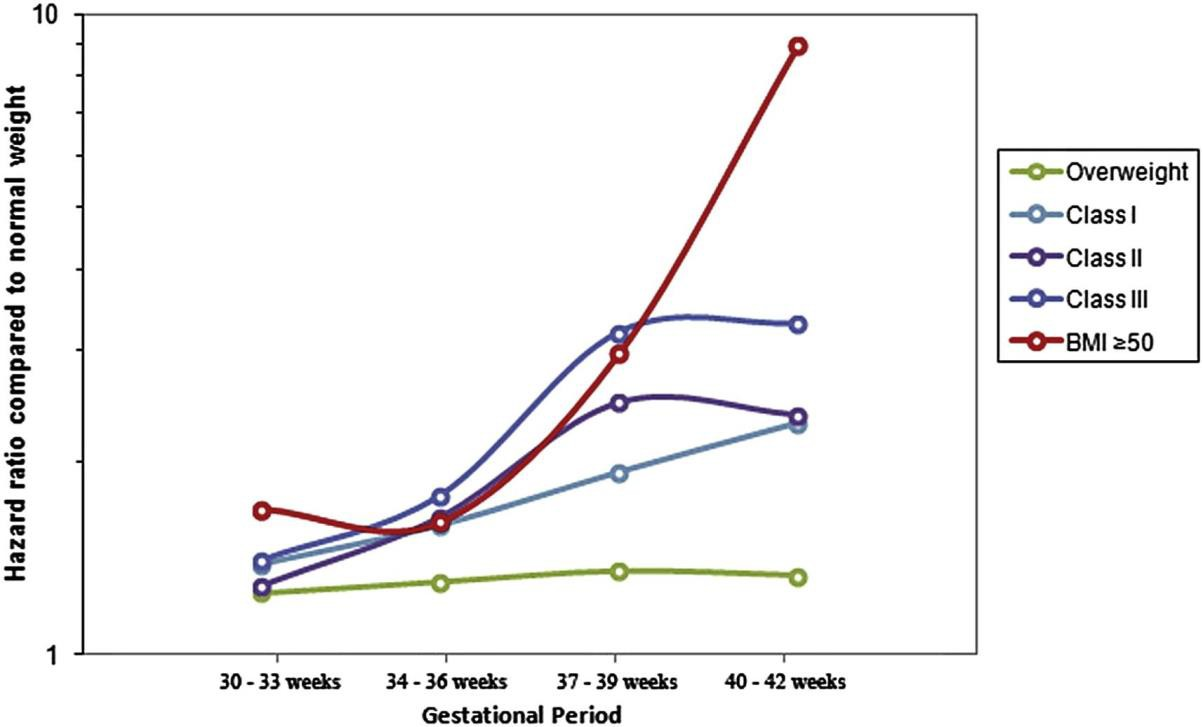 10
1
Hazard ratio compared to normal weight
30 - 33 weeks 34 - 36 weeks 37 - 39 weeks 40 - 42 weeks
Gestational Period
Overweight
Class I
Class II
Class III
BMI ≥50